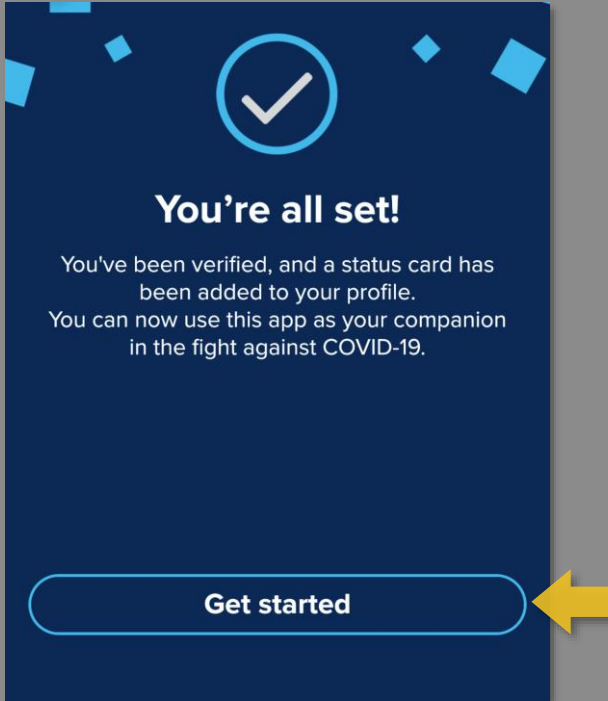 You're all set!
You've been verified, and a status card has
been added to your profile.
You can now use this app as your companion
in the fight against COVID-19.
Get started